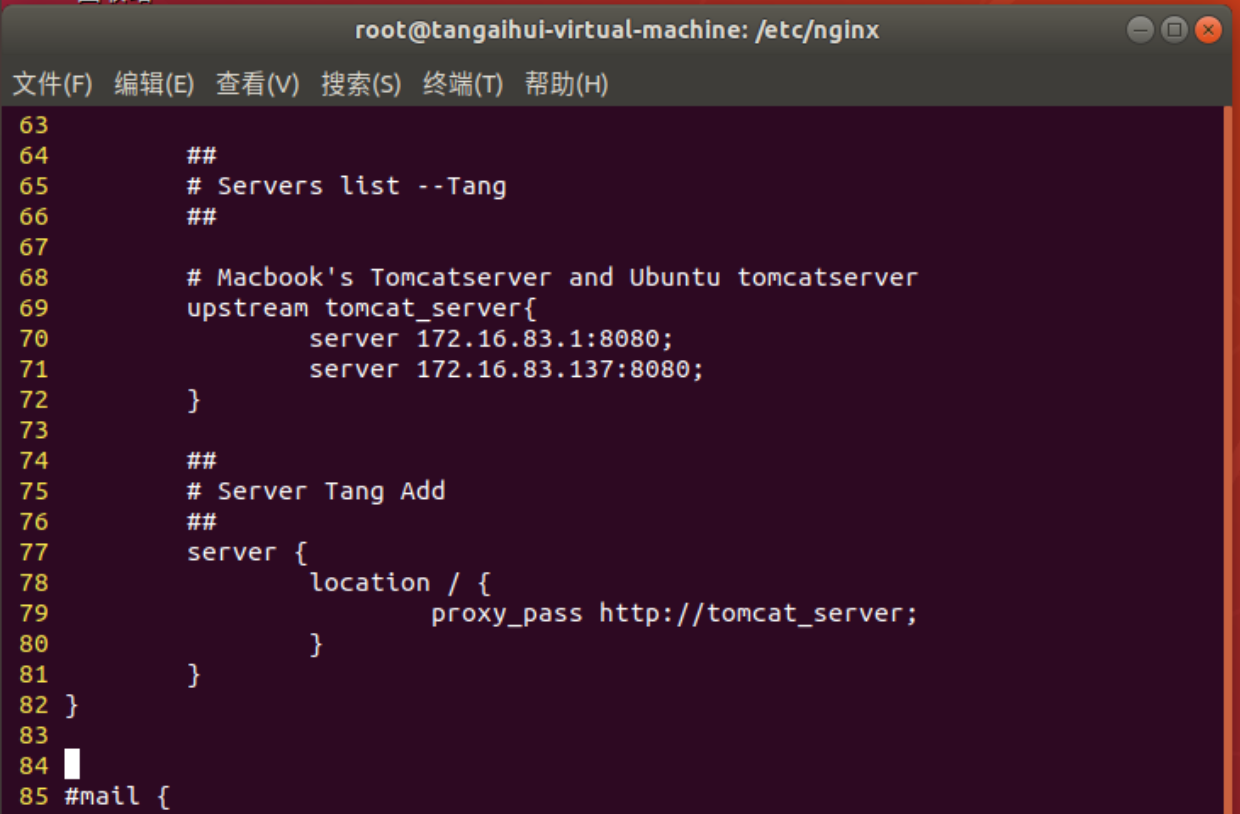 root@tangaihui-virtual-machine: /etc/nginx
文件(F) 编辑(E) 查看(V) 搜索(S) 终端(T) 帮助(H)
63
64 ##
65 # Servers list --Tang
66 ##
67
68 # Macbook's Tomcatserver and Ubuntu tomcatserver
69 upstream tomcat_server{
70 server 172.16.83.1:8080;
71 server 172.16.83.137:8080;
72 }
73
74 ##
75 # Server Tang Add
76 ##
77 server {
78 location / {
79 proxy_pass http://tomcat_server;
80 }
81 }
82 }
83
84
85 #mail {